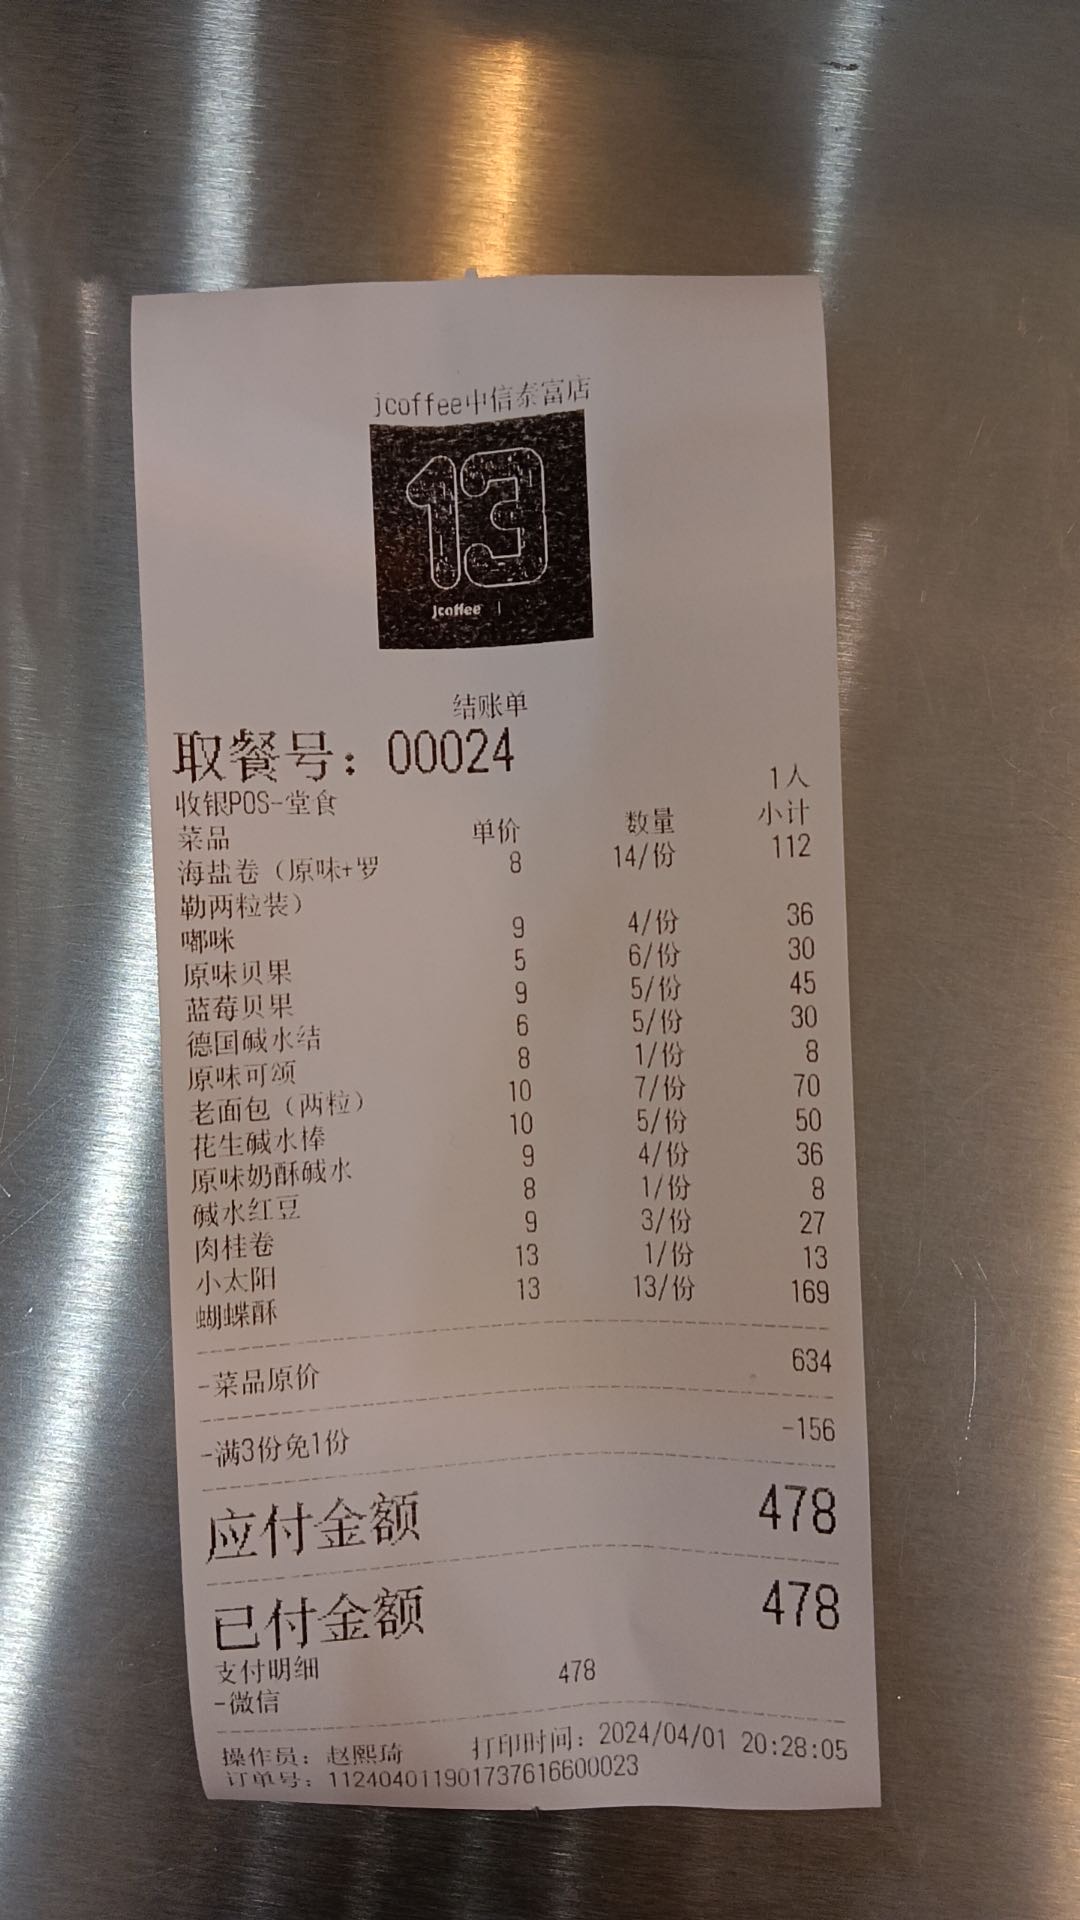 jcoffee中信泰富店
13
Jcoffee |
结账单
取餐号：00024
收银POS-堂食 1人
菜品 单价 数量 小计
海盐卷（原味+罗 8 14/份 112
勒两粒装）
嘟咪 9 4/份 36
原味贝果 5 6/份 30
蓝莓贝果 9 5/份 45
德国碱水结 6 5/份 30
原味可颂 8 1/份 8
老面包（两粒） 10 7/份 70
花生碱水棒 10 5/份 50
原味奶酥碱水 9 4/份 36
碱水红豆 8 1/份 8
肉桂卷 9 3/份 27
小太阳 13 1/份 13
蝴蝶酥 13 13/份 169
-菜品原价 634
-满3份免1份 -156
应付金额 478
已付金额 478
支付明细
-微信 478
操作员：赵熙琦 打印时间：2024/04/01 20:28:05
订单号：11240401190173761660​0023